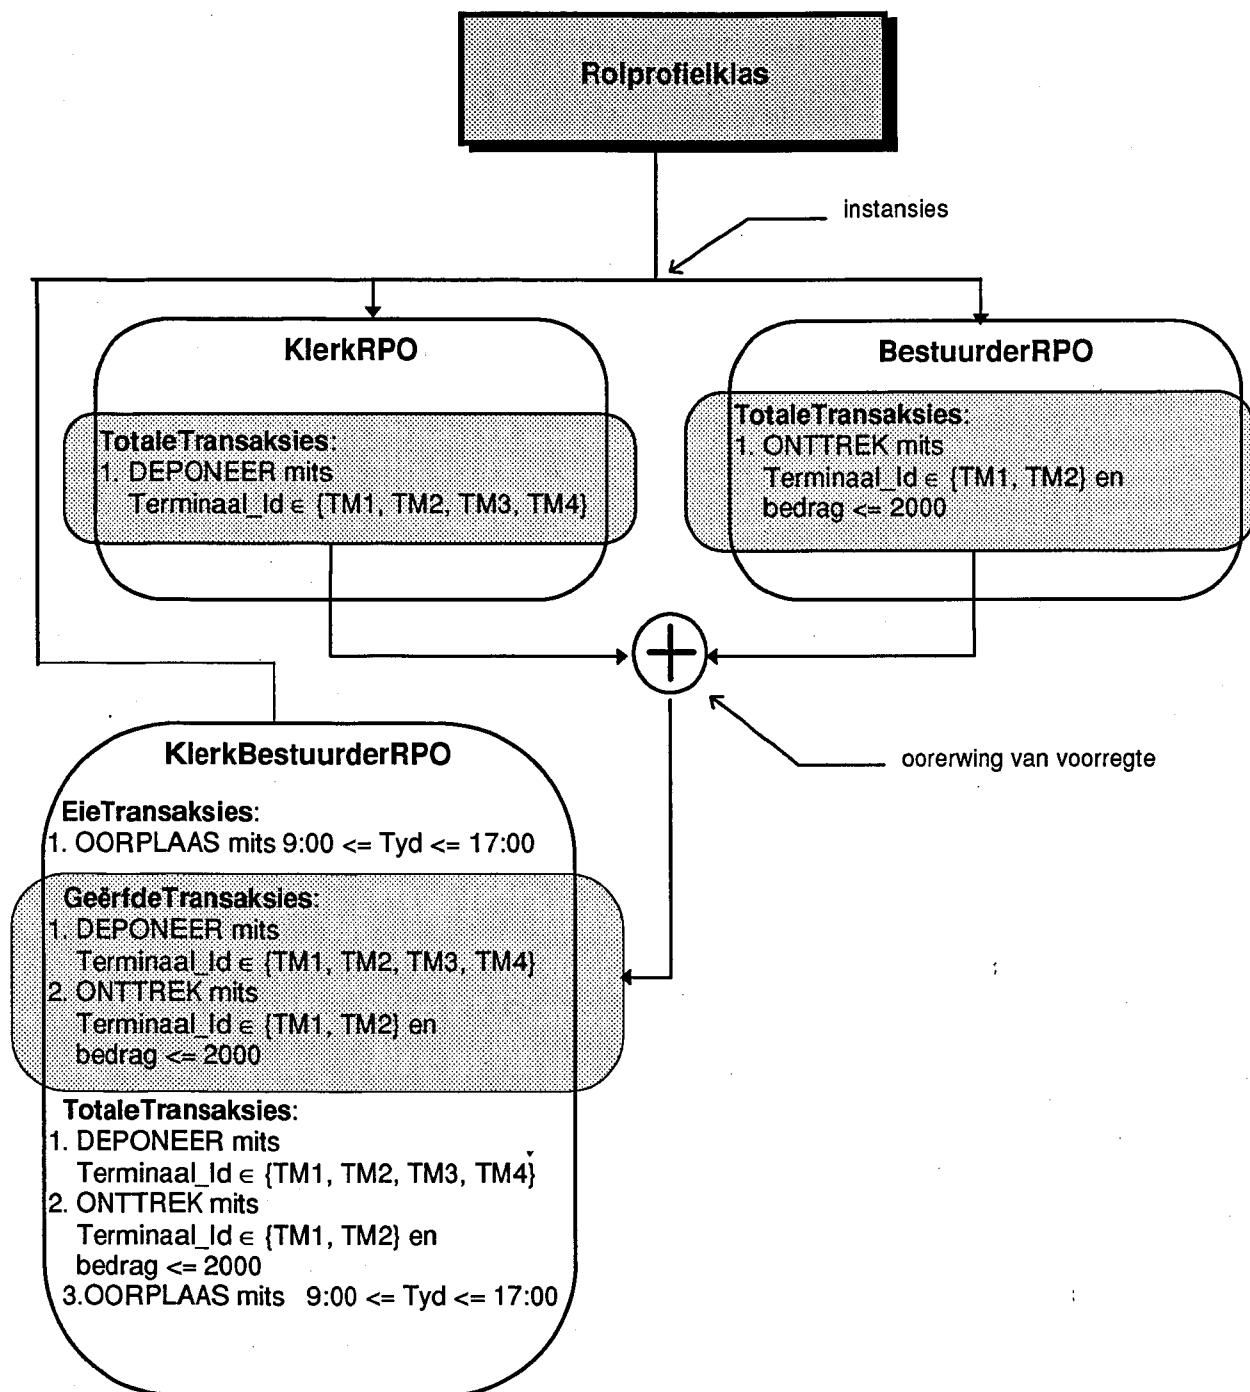 Rolprofielklas
instansies
KlerkRPO
TotaleTransaksies:
1. DEPONEER mits
Terminaal_Id ∈ {TM1, TM2, TM3, TM4}
BestuurderRPO
TotaleTransaksies:
1. ONTTREK mits
Terminaal_Id ∈ {TM1, TM2} en
bedrag <= 2000
oorerwing van voorregte
KlerkBestuurderRPO
EieTransaksies:
1. OORPLAAS mits 9:00 <= Tyd <= 17:00
GeërfdeTransaksies:
1. DEPONEER mits
Terminaal_Id ∈ {TM1, TM2, TM3, TM4}
2. ONTTREK mits
Terminaal_Id ∈ {TM1, TM2} en
bedrag <= 2000
TotaleTransaksies:
1. DEPONEER mits
Terminaal_Id ∈ {TM1, TM2, TM3, TM4}
2. ONTTREK mits
Terminaal_Id ∈ {TM1, TM2} en
bedrag <= 2000
3.OORPLAAS mits 9:00 <= Tyd <= 17:00